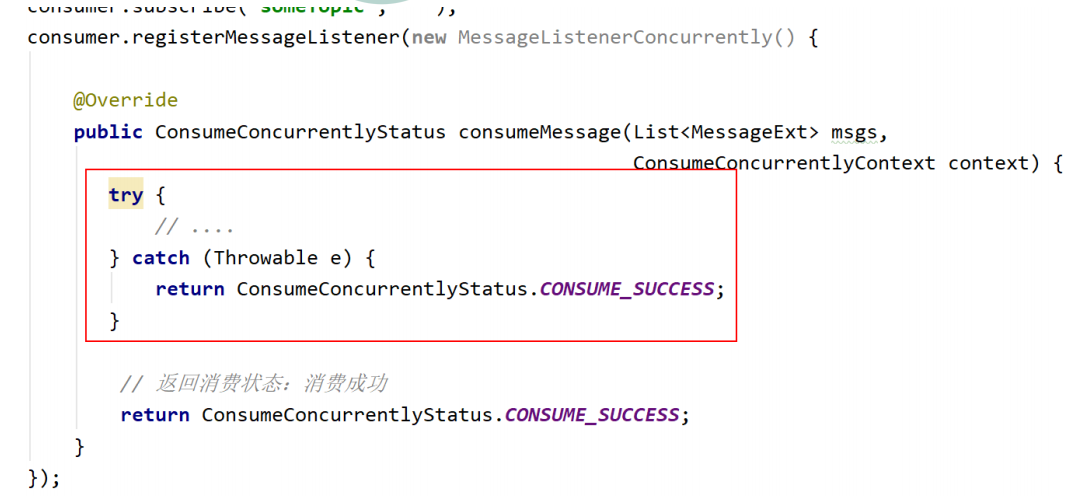 consumer.subscribe("someTopic", "*");
consumer.registerMessageListener(new MessageListenerConcurrently() {
@Override
public ConsumeConcurrentlyStatus consumeMessage(List<MessageExt> msgs,
ConsumeConcurrentlyContext context) {
try {
// ....
} catch (Throwable e) {
return ConsumeConcurrentlyStatus.CONSUME_SUCCESS;
}
// 返回消费状态：消费成功
return ConsumeConcurrentlyStatus.CONSUME_SUCCESS;
}
});